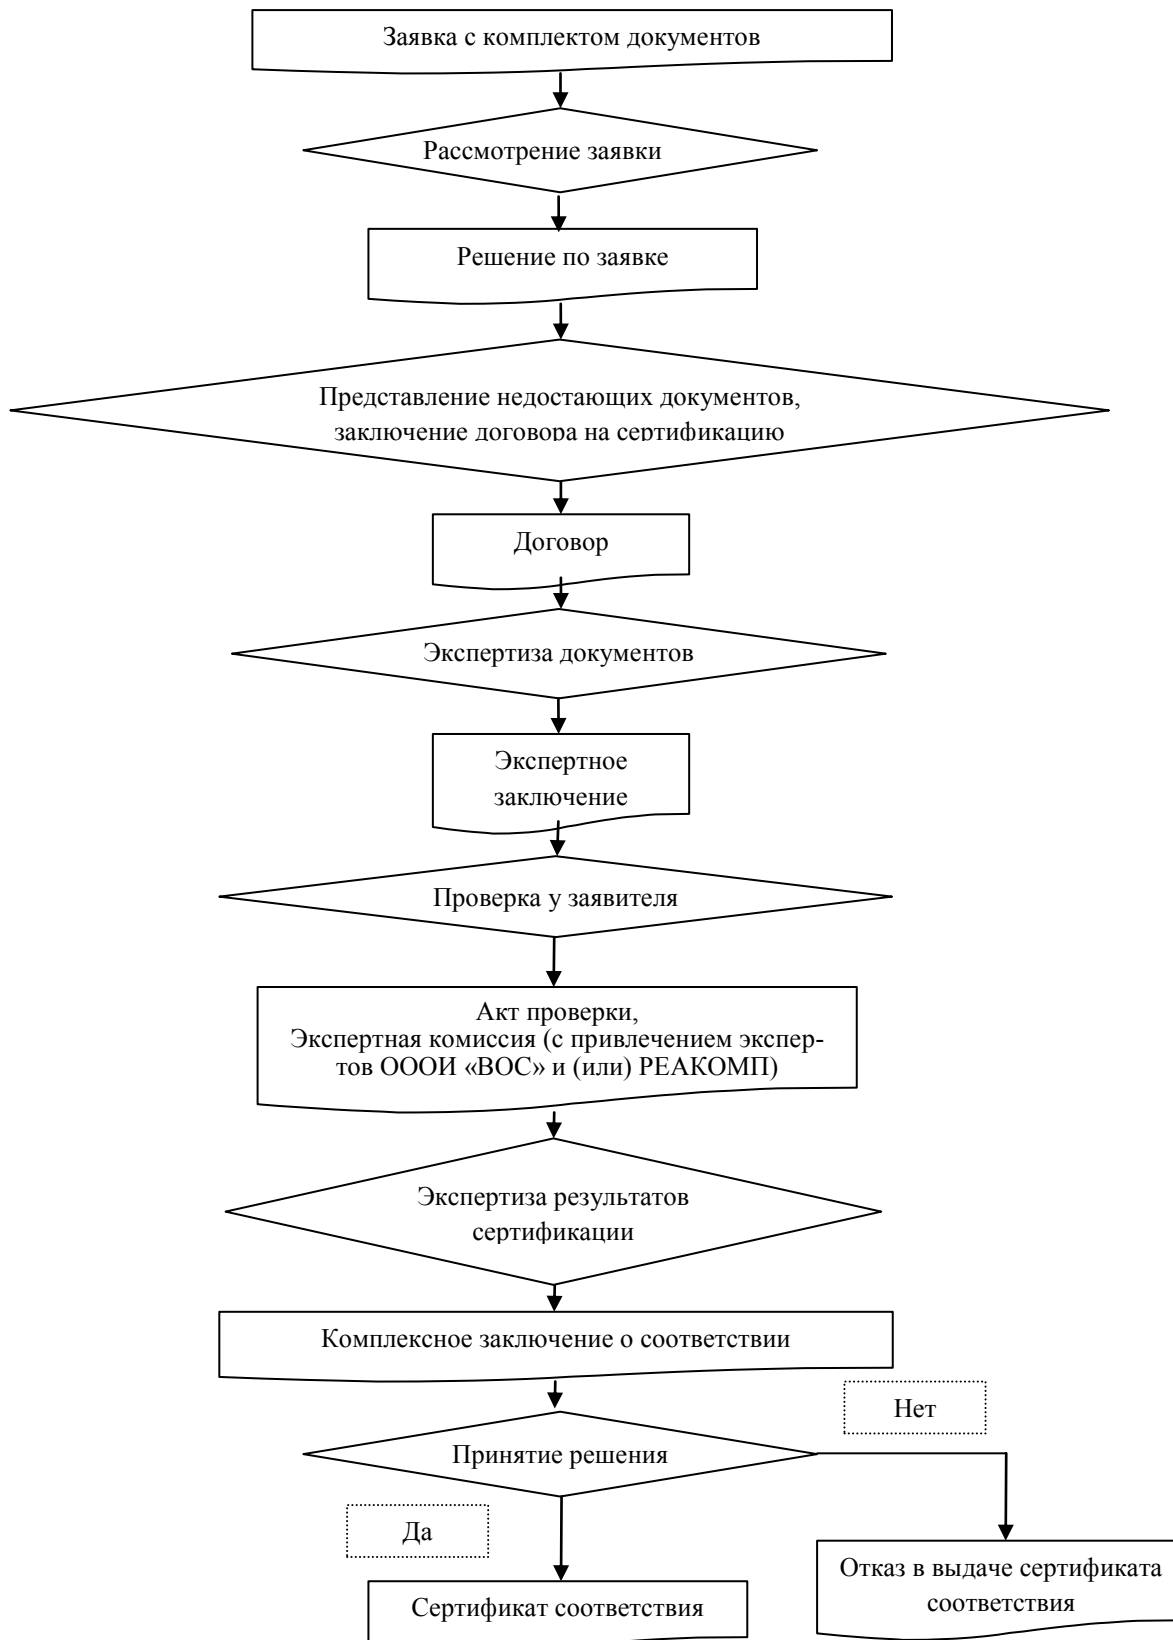 Заявка с комплектом документов
Рассмотрение заявки
Решение по заявке
Представление недостающих документов,
заключение договора на сертификацию
Договор
Экспертиза документов
Экспертное
заключение
Проверка у заявителя
Акт проверки,
Экспертная комиссия (с привлечением экспер-
тов ОООИ «ВОС» и (или) РЕАКОМП)
Экспертиза результатов
сертификации
Комплексное заключение о соответствии
Нет
Принятие решения
Да
Отказ в выдаче сертификата
соответствия
Сертификат соответствия